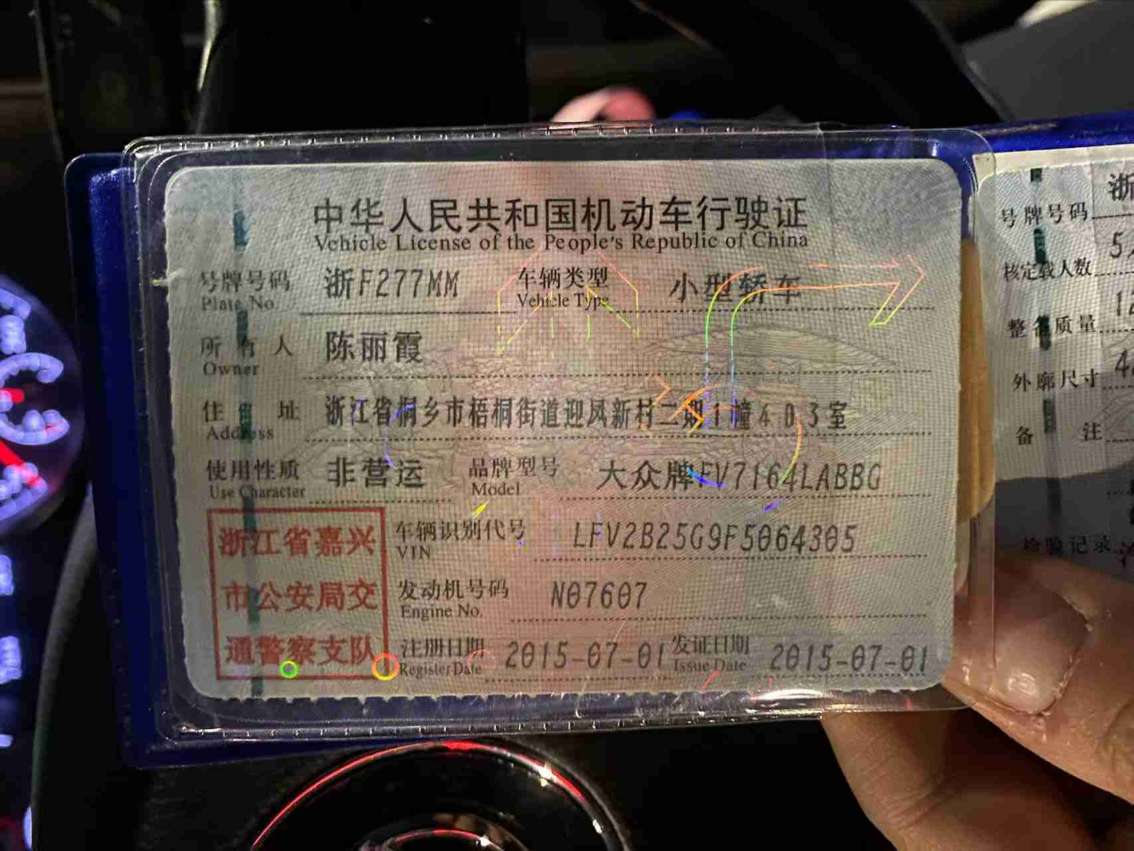 中华人民共和国机动车行驶证
Vehicle License of the People's Republic of China
号牌号码 浙F277MM 车辆类型 小型轿车
Plate No. Vehicle Type
所有人 陈丽霞
Owner
住址 浙江省桐乡市梧桐街道迎凤新村二期1幢403室
Address
使用性质 非营运 品牌型号 大众牌FV7164LABBG
Use Character Model
浙江省嘉兴
市公安局交
通警察支队
车辆识别代号 LFV2B25G9F5064305
VIN
发动机号码 N07607
Engine No.
注册日期 2015-07-01 发证日期 2015-07-01
Register Date Issue Date
号牌号码 浙
核定载人数 5
整备质量 12
外廓尺寸 4
备注
检验记录